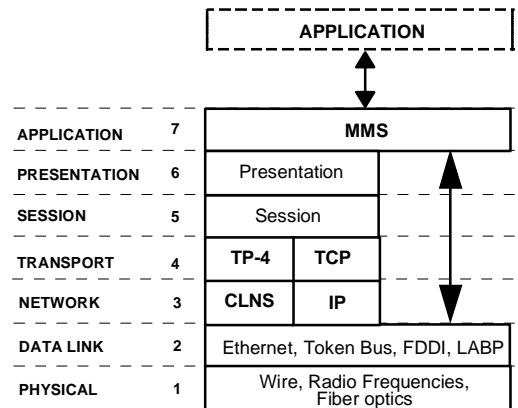 APPLICATION
APPLICATION 7 MMS
PRESENTATION 6 Presentation
SESSION 5 Session
TRANSPORT 4 TP-4 TCP
NETWORK 3 CLNS IP
DATA LINK 2 Ethernet, Token Bus, FDDI, LABP
PHYSICAL 1 Wire, Radio Frequencies,
Fiber optics